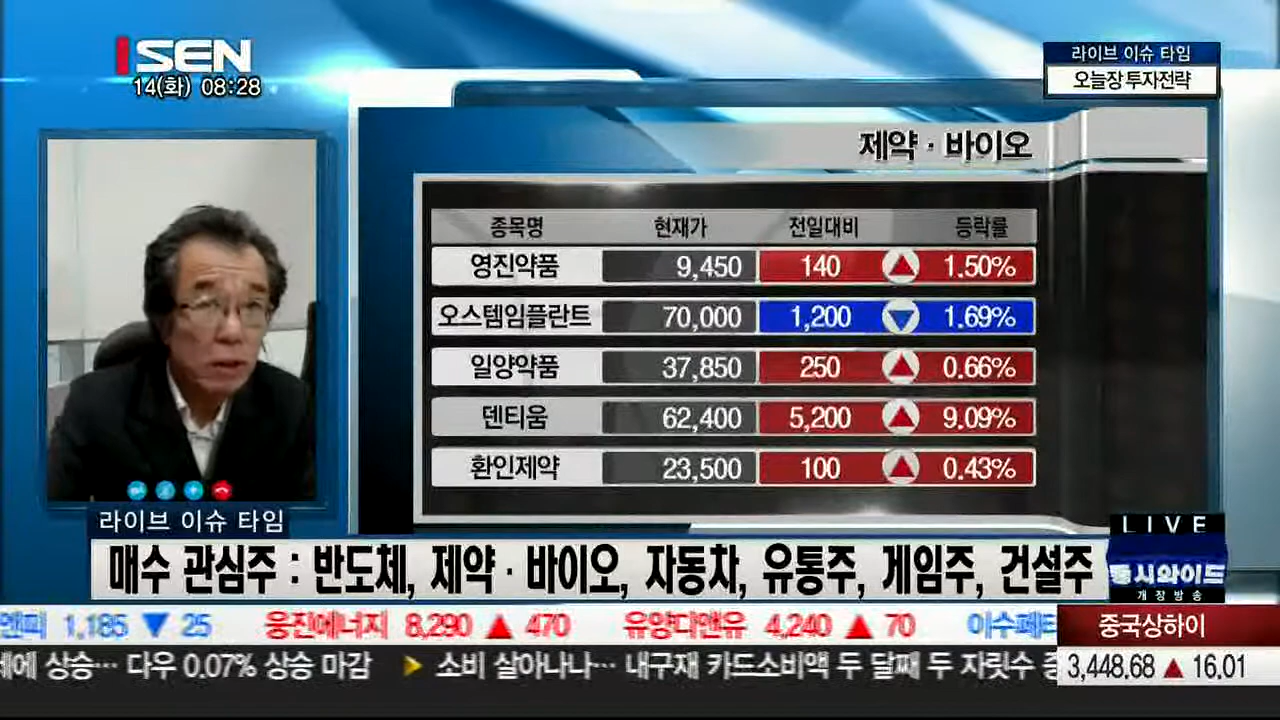 SEN
14(화) 08:28
라이브 이슈 타임
오늘장 투자전략
제약·바이오
종목명 현재가 전일대비 등락률
영진약품 9,450 140 ▲ 1.50%
오스템임플란트 70,000 1,200 ▼ 1.69%
일양약품 37,850 250 ▲ 0.66%
덴티움 62,400 5,200 ▲ 9.09%
환인제약 23,500 100 ▲ 0.43%
라이브 이슈 타임
매수 관심주 : 반도체, 제약·바이오, 자동차, 유통주, 게임주, 건설주
LIVE
시와이드
개장방송
엔피 1,185 ▼ 25 웅진에너지 8,290 ▲ 470 유양디앤유 4,240 ▲ 70 이수페타
중국상하이
세에 상승… 다우 0.07% 상승 마감 ▶ 소비 살아나나… 내구재 카드소비액 두 달째 두 자릿수
3,448.68 ▲ 16.01